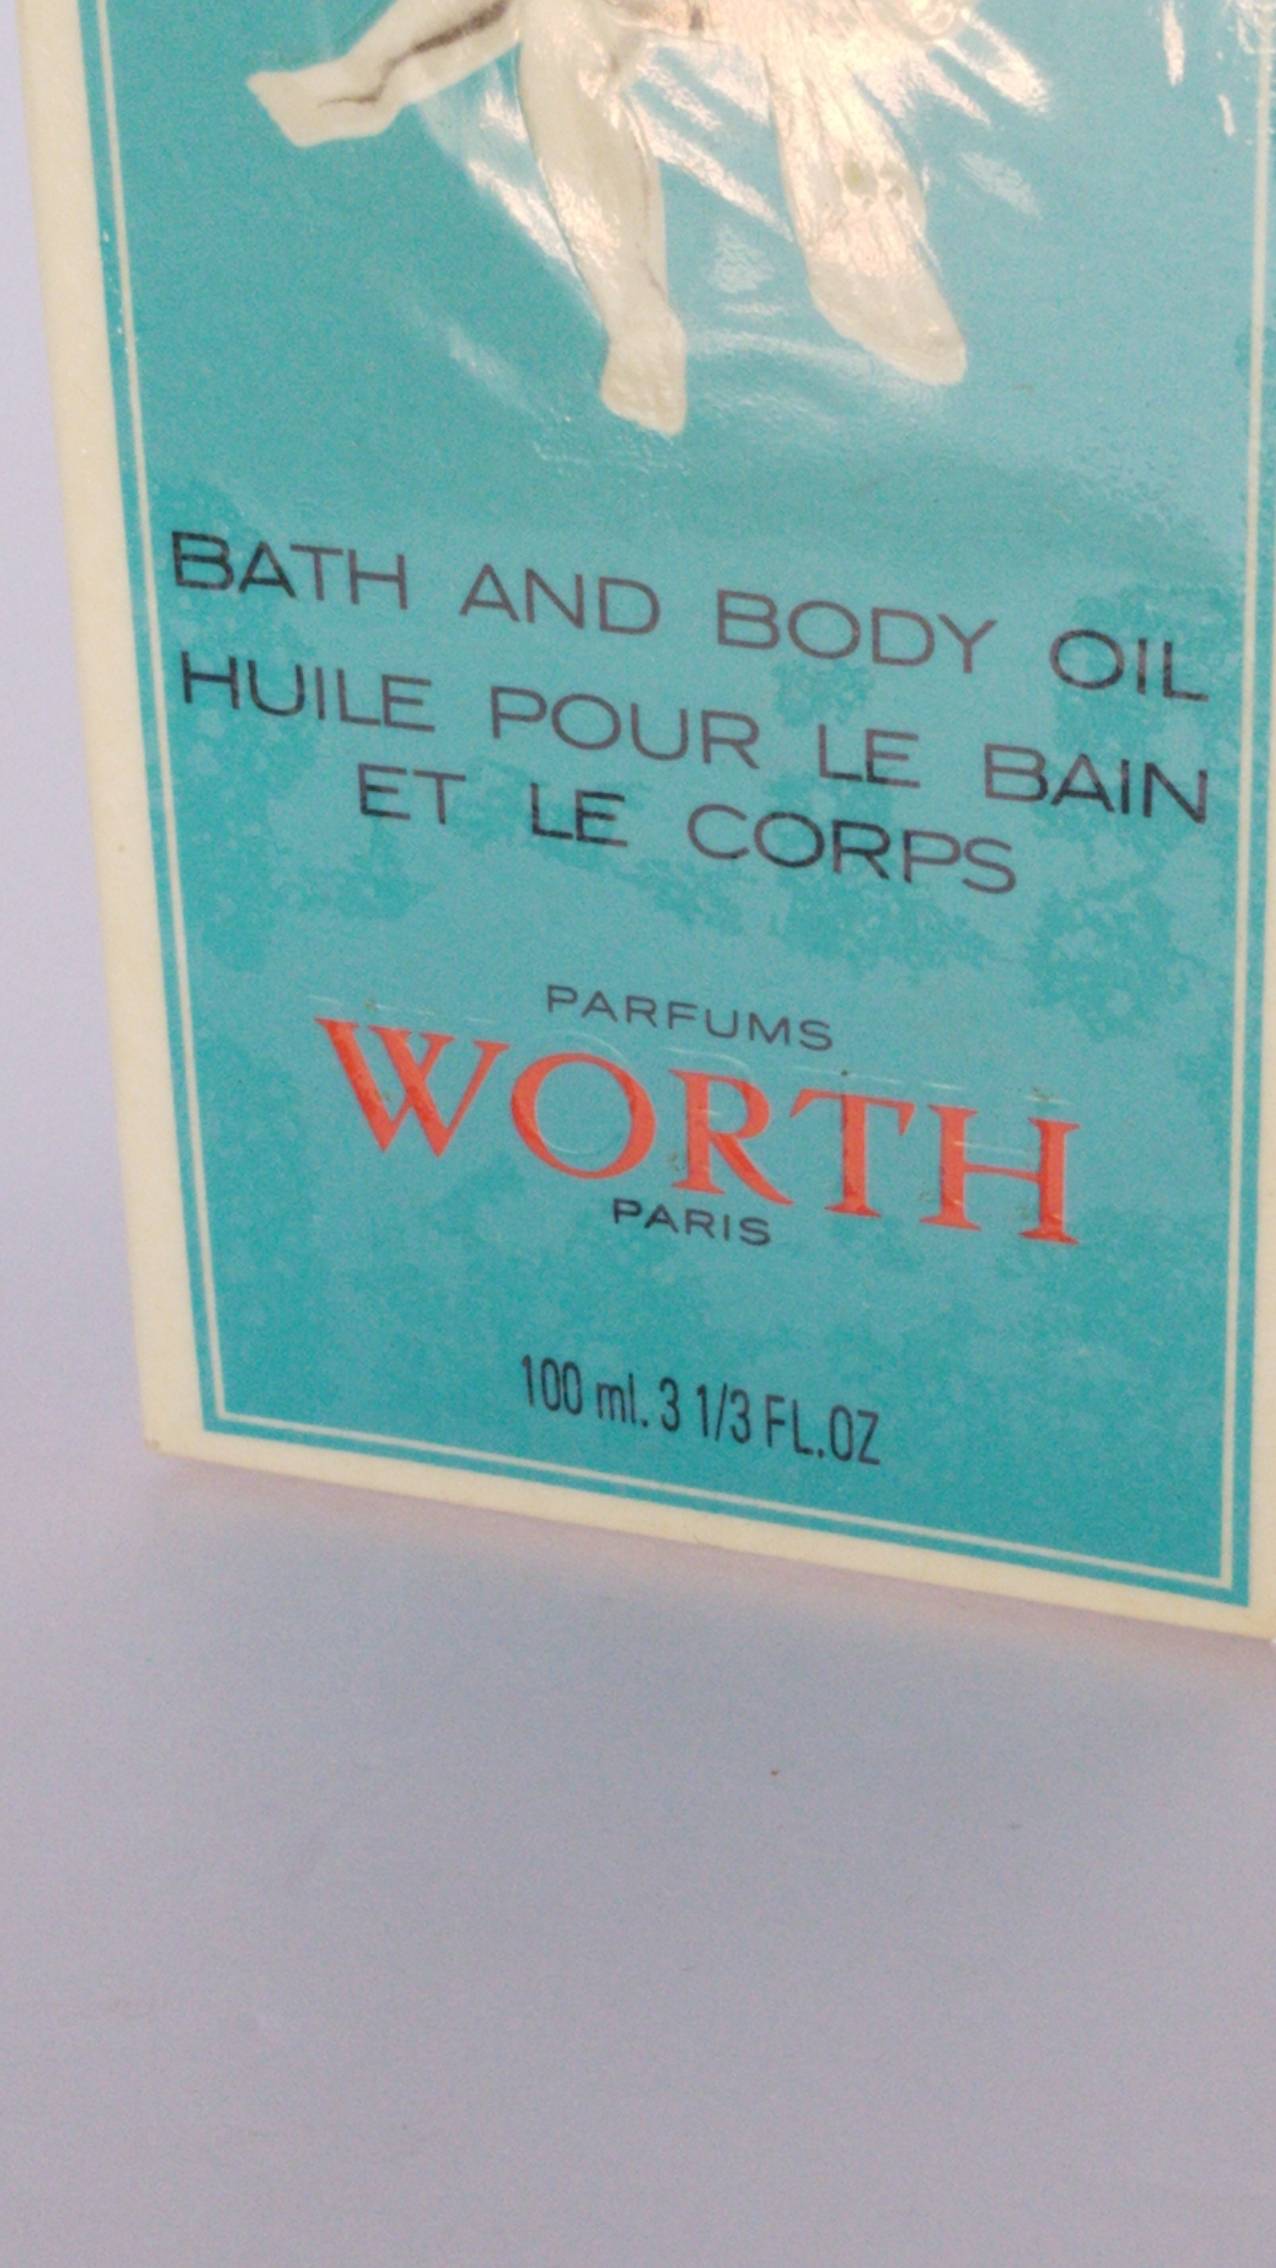 BATH AND BODY OIL
HUILE POUR LE BAIN
ET LE CORPS
PARFUMS
WORTH
PARIS
100 ml. 3 1/3 FL.OZ